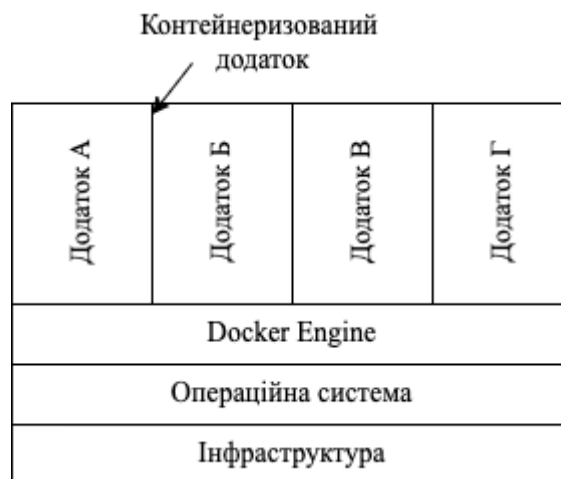 Контейнеризований
додаток
Додаток А
Додаток Б
Додаток В
Додаток Г
Docker Engine
Операційна система
Інфраструктура